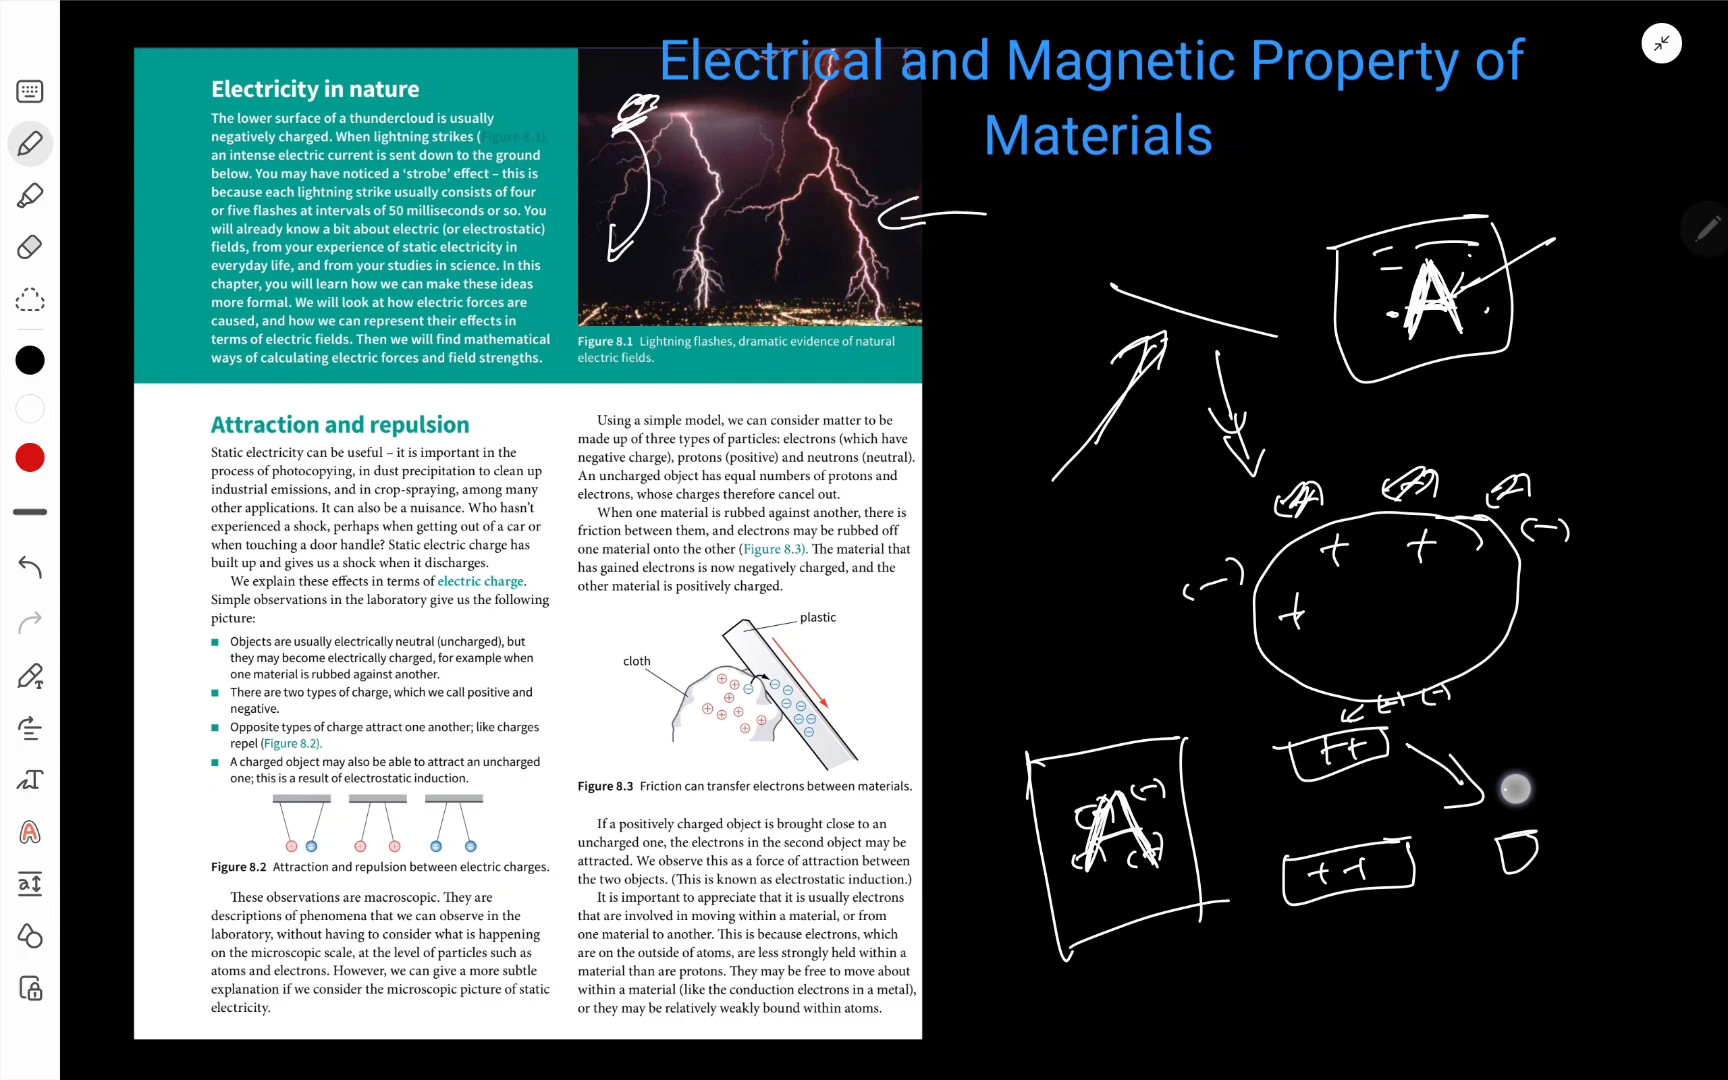 Electrical and Magnetic Property of
Materials
Electricity in nature
The lower surface of a thundercloud is usually
negatively charged. When lightning strikes (Figure 8.1),
an intense electric current is sent down to the ground
below. You may have noticed a ‘strobe’ effect – this is
because each lightning strike usually consists of four
or five flashes at intervals of 50 milliseconds or so. You
will already know a bit about electric (or electrostatic)
fields, from your experience of static electricity in
everyday life, and from your studies in science. In this
chapter, you will learn how we can make these ideas
more formal. We will look at how electric forces are
caused, and how we can represent their effects in
terms of electric fields. Then we will find mathematical
ways of calculating electric forces and field strengths.
Figure 8.1 Lightning flashes, dramatic evidence of natural
electric fields.
Attraction and repulsion
Static electricity can be useful – it is important in the
process of photocopying, in dust precipitation to clean up
industrial emissions, and in crop-spraying, among many
other applications. It can also be a nuisance. Who hasn’t
experienced a shock, perhaps when getting out of a car or
when touching a door handle? Static electric charge has
built up and gives us a shock when it discharges.
We explain these effects in terms of electric charge.
Simple observations in the laboratory give us the following
picture:
■ Objects are usually electrically neutral (uncharged), but
they may become electrically charged, for example when
one material is rubbed against another.
■ There are two types of charge, which we call positive and
negative.
■ Opposite types of charge attract one another; like charges
repel (Figure 8.2).
■ A charged object may also be able to attract an uncharged
one; this is a result of electrostatic induction.
Figure 8.2 Attraction and repulsion between electric charges.
These observations are macroscopic. They are
descriptions of phenomena that we can observe in the
laboratory, without having to consider what is happening
on the microscopic scale, at the level of particles such as
atoms and electrons. However, we can give a more subtle
explanation if we consider the microscopic picture of static
electricity.
Using a simple model, we can consider matter to be
made up of three types of particles: electrons (which have
negative charge), protons (positive) and neutrons (neutral).
An uncharged object has equal numbers of protons and
electrons, whose charges therefore cancel out.
When one material is rubbed against another, there is
friction between them, and electrons may be rubbed off
one material onto the other (Figure 8.3). The material that
has gained electrons is now negatively charged, and the
other material is positively charged.
plastic
cloth
Figure 8.3 Friction can transfer electrons between materials.
If a positively charged object is brought close to an
uncharged one, the electrons in the second object may be
attracted. We observe this as a force of attraction between
the two objects. (This is known as electrostatic induction.)
It is important to appreciate that it is usually electrons
that are involved in moving within a material, or from
one material to another. This is because electrons, which
are on the outside of atoms, are less strongly held within a
material than are protons. They may be free to move about
within a material (like the conduction electrons in a metal),
or they may be relatively weakly bound within atoms.
A
(-)
(-)
+ +
+
++
A
(-)
++